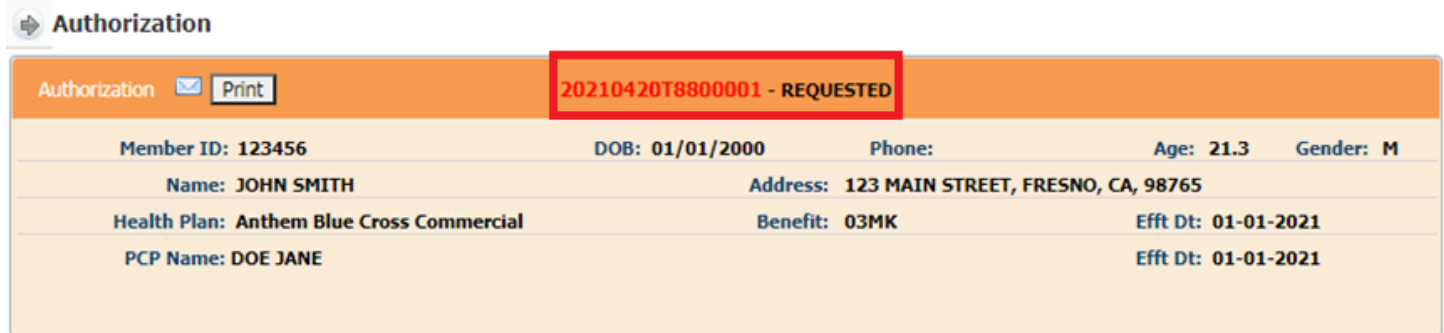 Authorization
Authorization Print 20210420T8800001 - REQUESTED
Member ID: 123456 DOB: 01/01/2000 Phone: Age: 21.3 Gender: M
Name: JOHN SMITH Address: 123 MAIN STREET, FRESNO, CA, 98765
Health Plan: Anthem Blue Cross Commercial Benefit: 03MK Efft Dt: 01-01-2021
PCP Name: DOE JANE Efft Dt: 01-01-2021